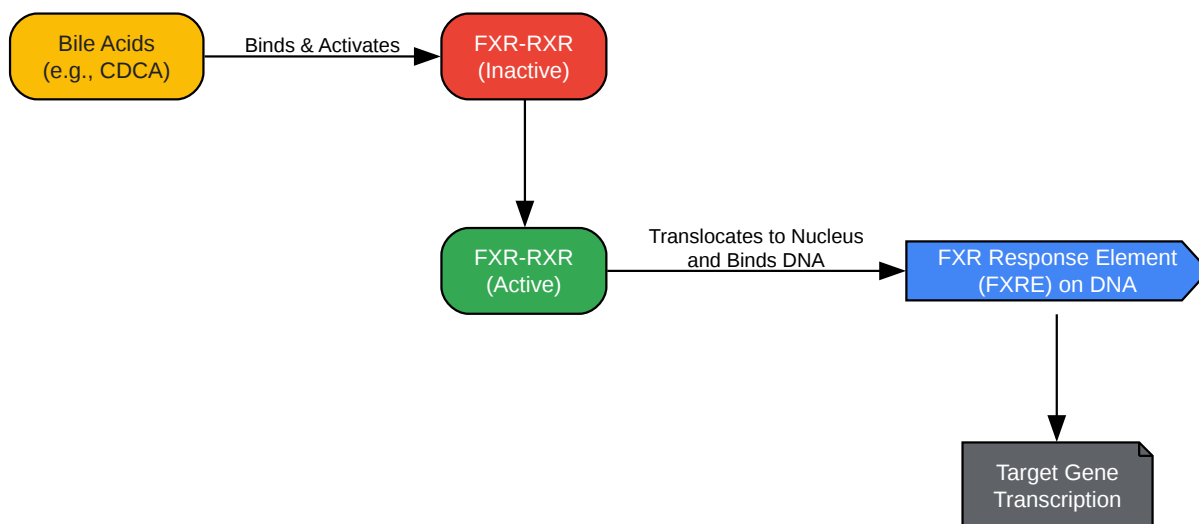 Bile Acids
(e.g., CDCA)
Binds & Activates
FXR-RXR
(Inactive)
FXR-RXR
(Active)
Translocates to Nucleus
and Binds DNA
FXR Response Element
(FXRE) on DNA
Target Gene
Transcription